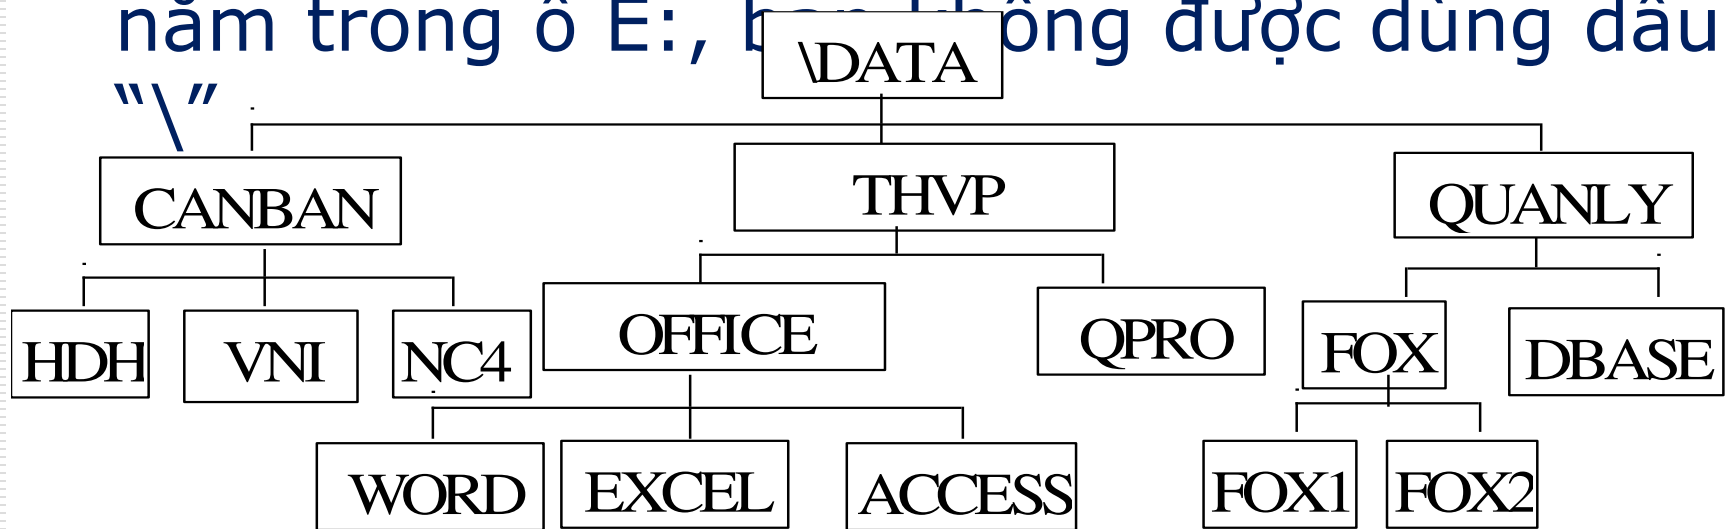 nằm trong ổ E:, không được dùng dấu
“\”
\DATA
CANBAN
THVP
QUANLY
HDH
VNI
NC4
OFFICE
QPRO
FOX
DBASE
WORD
EXCEL
ACCESS
FOX1
FOX2